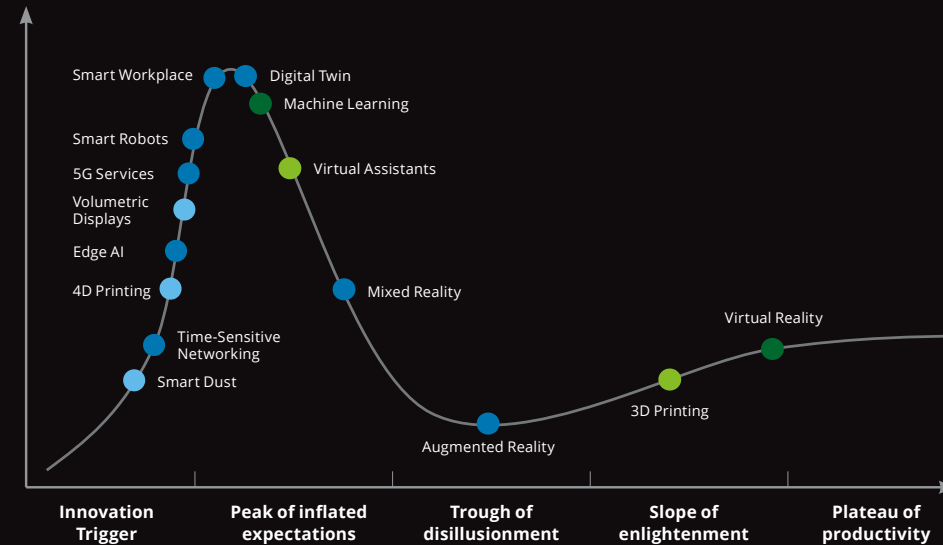 Smart Workplace
Digital Twin
Machine Learning
Smart Robots
Virtual Assistants
5G Services
Volumetric
Displays
Edge AI
4D Printing
Mixed Reality
Time-Sensitive
Networking
Smart Dust
Virtual Reality
3D Printing
Augmented Reality
Innovation
Trigger
Peak of inflated
expectations
Trough of
disillusionment
Slope of
enlightenment
Plateau of
productivity